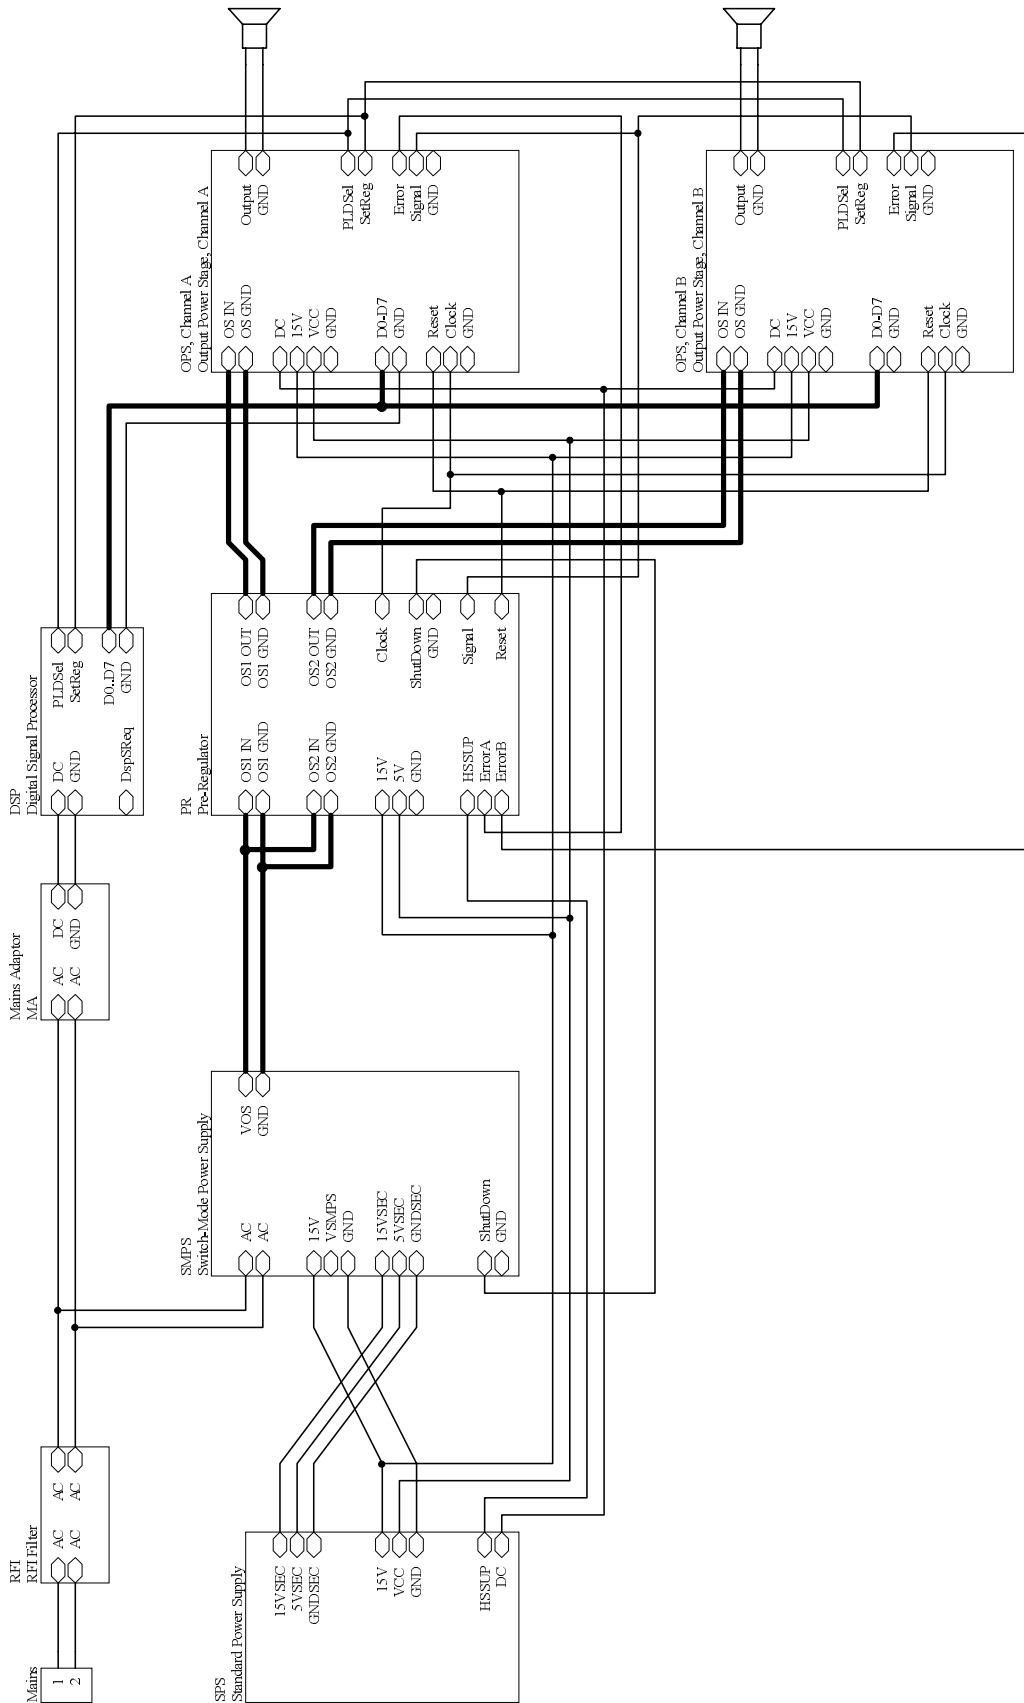 Mains
1
2
RFI
RFI Filter
AC
AC
AC
AC
Mains Adaptor
MA
AC
AC
DC
GND
DSP
Digital Signal Processor
DC
GND
DspSReq
PLDSel
SetReg
D0..D7
GND
SPS
Standard Power Supply
15VSEC
5VSEC
GNDSEC
15V
VCC
GND
HSSUP
DC
SMPS
Switch-Mode Power Supply
AC
AC
15V
VSMPS
GND
15VSEC
5VSEC
GNDSEC
ShutDown
GND
VOS
GND
PR
Pre-Regulator
OS1 IN
OS1 GND
OS2 IN
OS2 GND
15V
5V
GND
HSSUP
ErrorA
ErrorB
OS1 OUT
OS1 GND
OS2 OUT
OS2 GND
Clock
ShutDown
GND
Signal
Reset
OPS, Channel A
Output Power Stage, Channel A
OS IN
OS GND
DC
15V
VCC
GND
D0-D7
GND
Reset
Clock
GND
Output
GND
PLDSel
SetReg
Error
Signal
GND
OPS, Channel B
Output Power Stage, Channel B
OS IN
OS GND
DC
15V
VCC
GND
D0-D7
GND
Reset
Clock
GND
Output
GND
PLDSel
SetReg
Error
Signal
GND